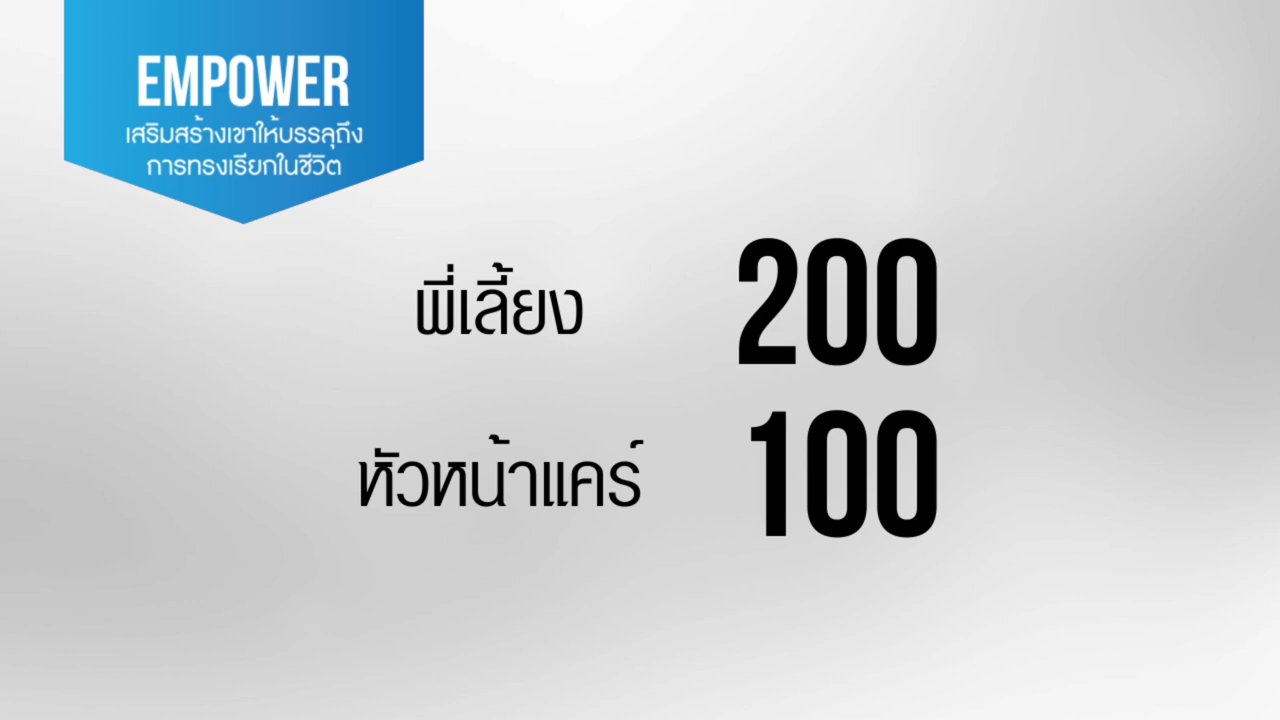 EMPOWER
เสริมสร้างเขาให้บรรลุถึง
การทรงเรียกในชีวิต
พี่เลี้ยง 200
หัวหน้าแคร์ 100